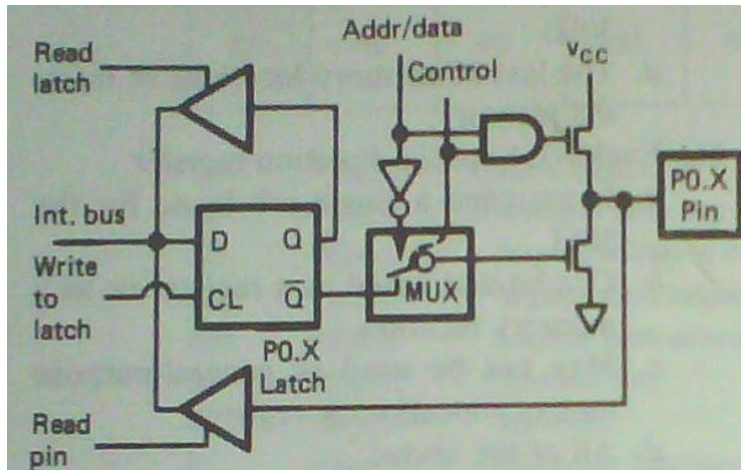 Addr/data
Read
latch
Control
VCC
P0.X
Pin
Int. bus
D
Q
Write
to
latch
CL
Q̅
MUX
P0.X
Latch
Read
pin